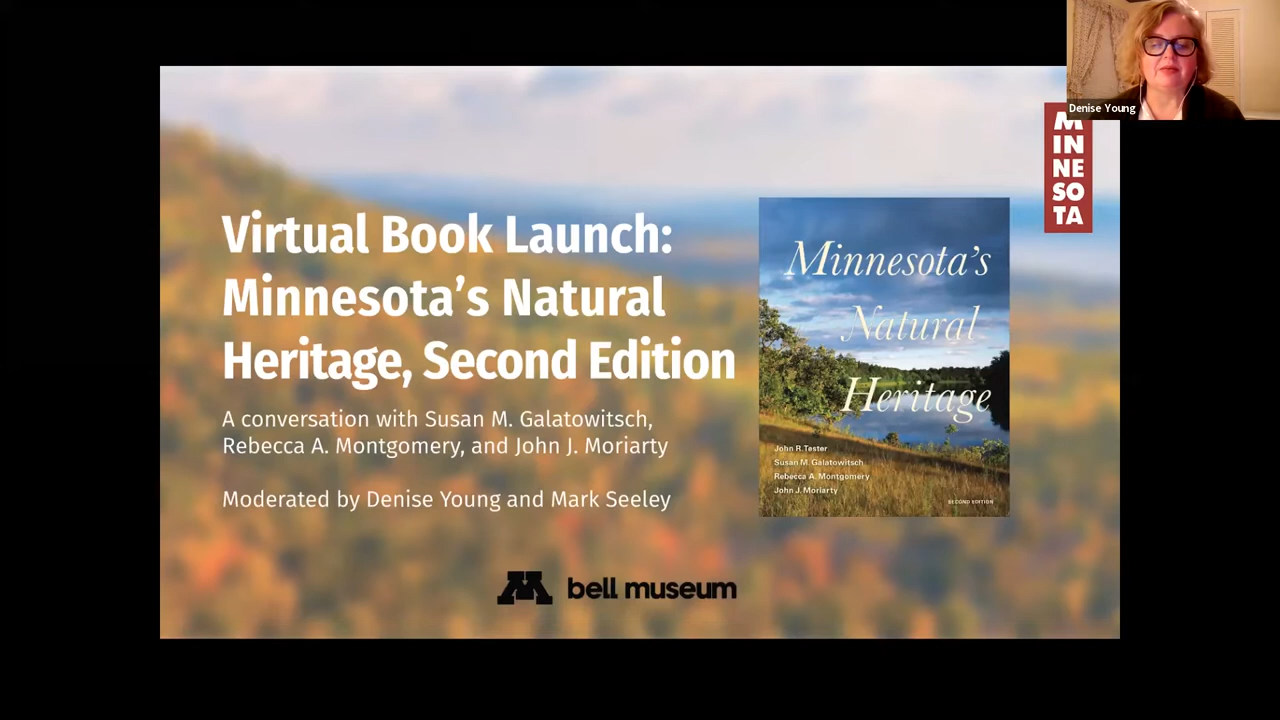 Denise Young
M
IN
NE
SO
TA
Virtual Book Launch:
Minnesota's Natural
Heritage, Second Edition
A conversation with Susan M. Galatowitsch,
Rebecca A. Montgomery, and John J. Moriarty
Moderated by Denise Young and Mark Seeley
Minnesota's
Natural
Heritage
John R. Tester
Susan M. Galatowitsch
Rebecca A. Montgomery
John J. Moriarty
SECOND EDITION
M bell museum